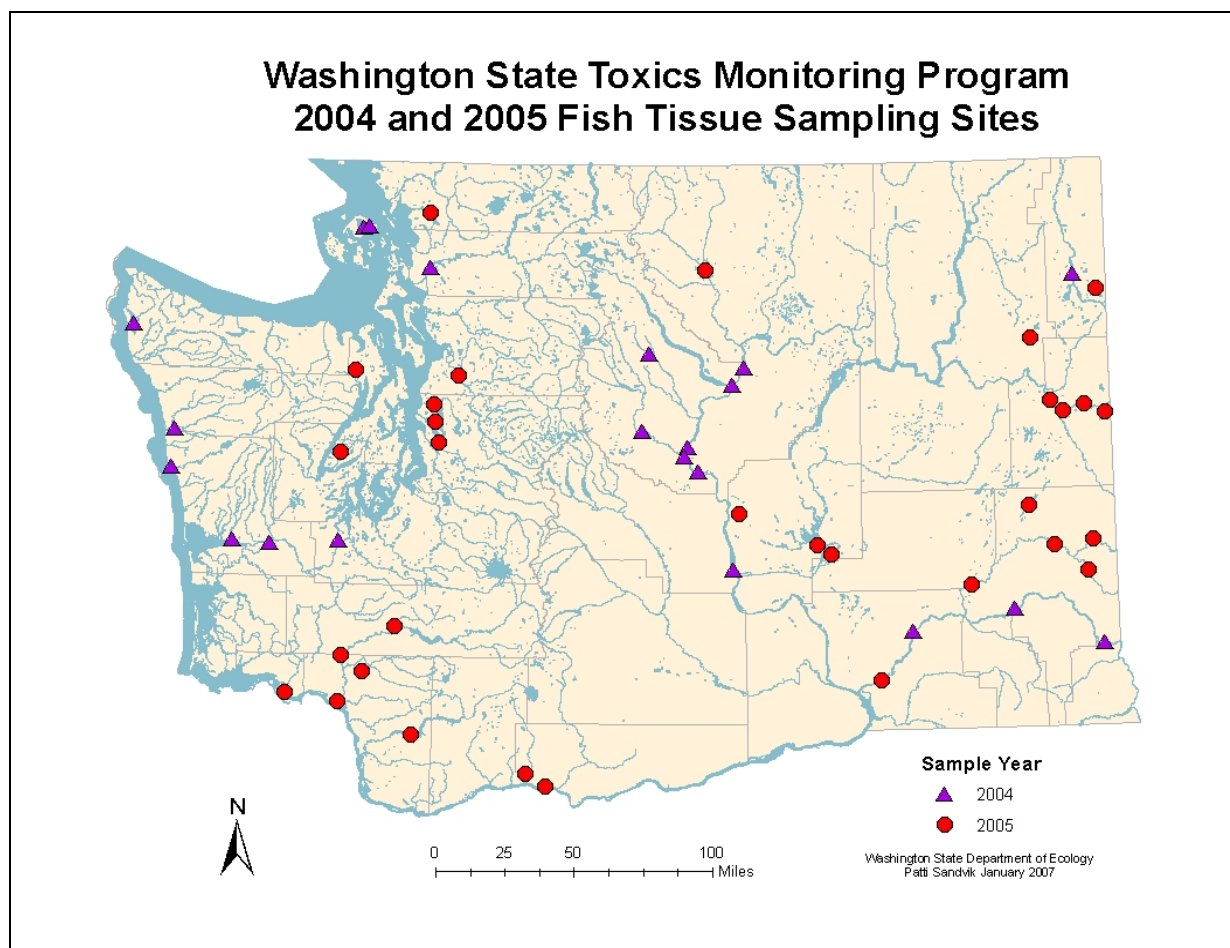 Washington State Toxics Monitoring Program
2004 and 2005 Fish Tissue Sampling Sites
Sample Year
2004
2005
N
0 25 50 100
Miles
Washington State Department of Ecology
Patti Sandvik January 2007